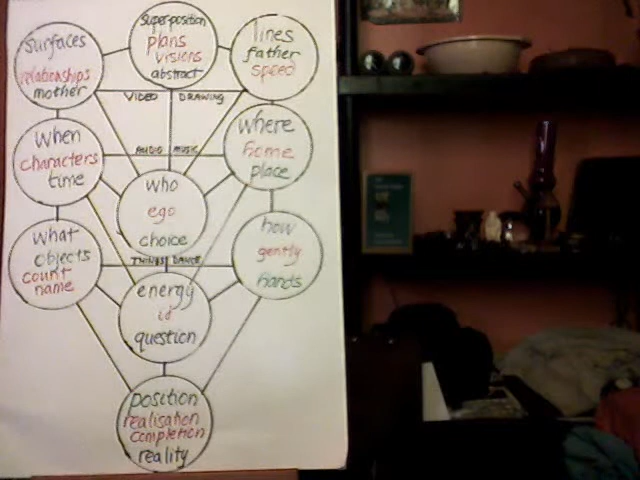 Superposition
plans
visions
abstract
surfaces
relationships
mother
lines
father
speed
VIDEO DRAWING
when
characters
time
where
home
place
AUDIO MUSIC
who
ego
choice
what
objects
count
name
how
gently
hands
THINGS DANCE
energy
id
question
position
realisation
completion
reality